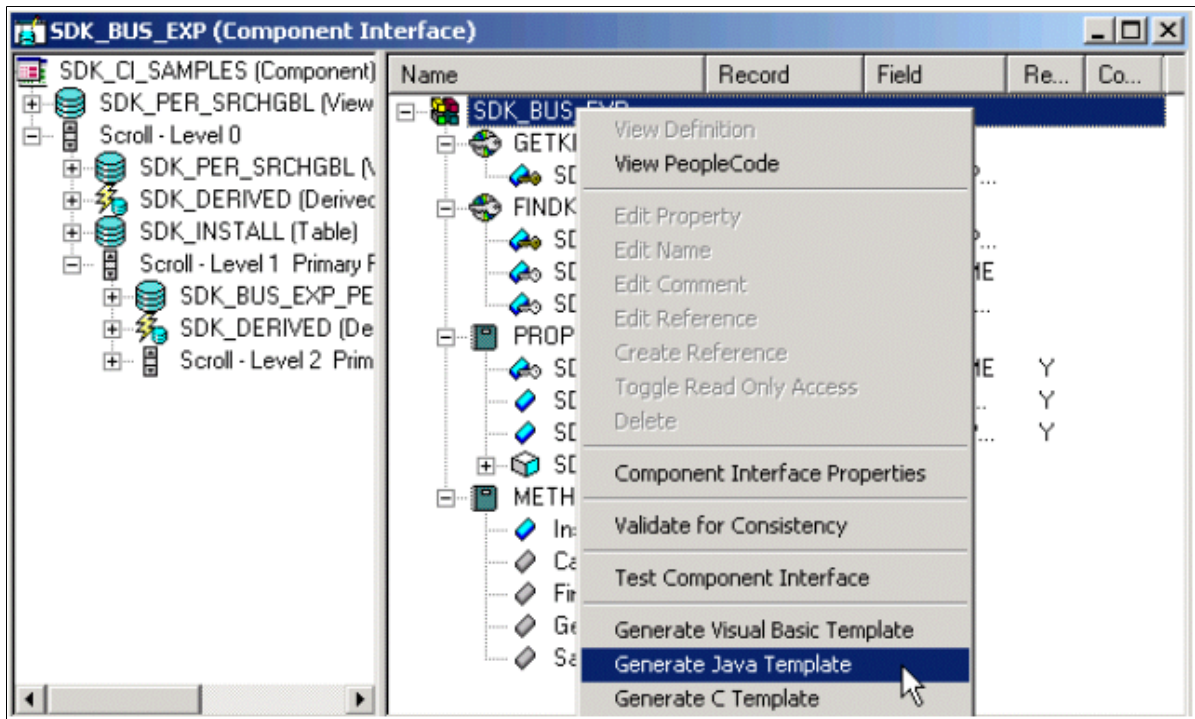 SDK_BUS_EXP (Component Interface)
SDK_CI_SAMPLES (Component)
SDK_PER_SRCHGBL (View
Scroll - Level 0
SDK_PER_SRCHGBL (V
SDK_DERIVED (Derived
SDK_INSTALL (Table)
Scroll - Level 1 Primary F
SDK_BUS_EXP_PE
SDK_DERIVED (De
Scroll - Level 2 Prim
Name Record Field Re... Co...
SDK_BUS_EXP
GETKE
SD
FINDK
SD
SD
SD
PROP
SD
SD
SD
SD
METH
Ins
Ca
Fin
Ge
Sa
P...
P...
ME
...
ME Y
.. Y
P... Y
View Definition
View PeopleCode
Edit Property
Edit Name
Edit Comment
Edit Reference
Create Reference
Toggle Read Only Access
Delete
Component Interface Properties
Validate for Consistency
Test Component Interface
Generate Visual Basic Template
Generate Java Template
Generate C Template